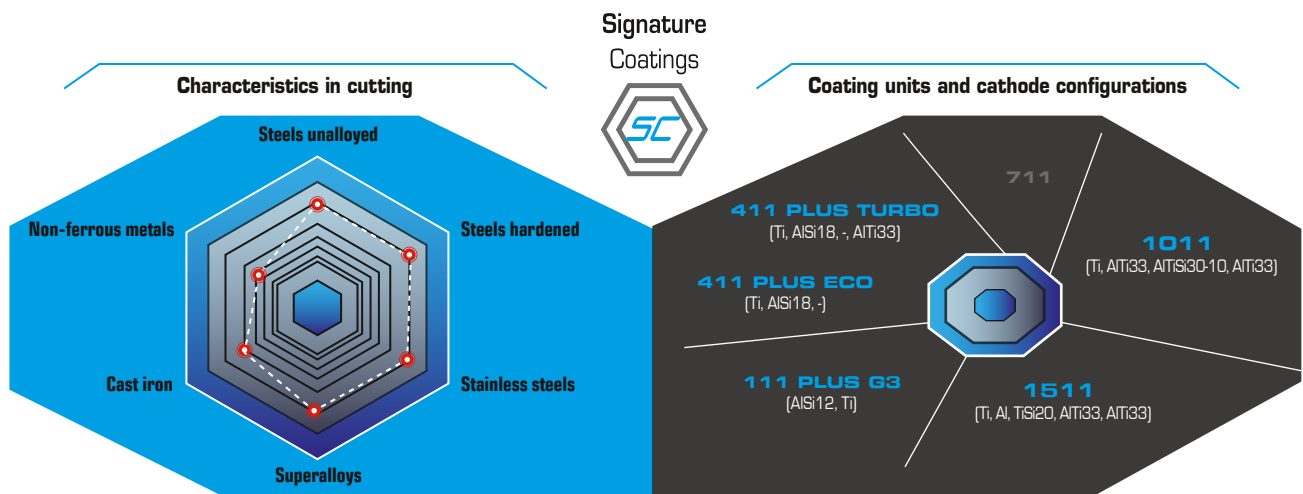 Signature
Coatings
SC
Characteristics in cutting
Steels unalloyed
Non-ferrous metals
Steels hardened
Cast iron
Stainless steels
Superalloys
Coating units and cathode configurations
711
411 PLUS TURBO
(Ti, AlSi18, -, AlTi33)
1011
(Ti, AlTi33, AlTiSi30-10, AlTi33)
411 PLUS ECO
(Ti, AlSi18, -)
111 PLUS G3
(AlSi12, Ti)
1511
(Ti, Al, TiSi20, AlTi33, AlTi33)